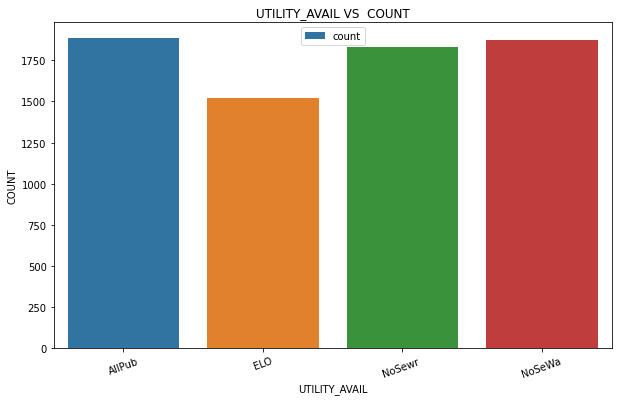 UTILITY_AVAIL VS  COUNT
count
COUNT
1750
1500
1250
1000
750
500
250
0
AllPub
ELO
NoSewr
NoSeWa
UTILITY_AVAIL